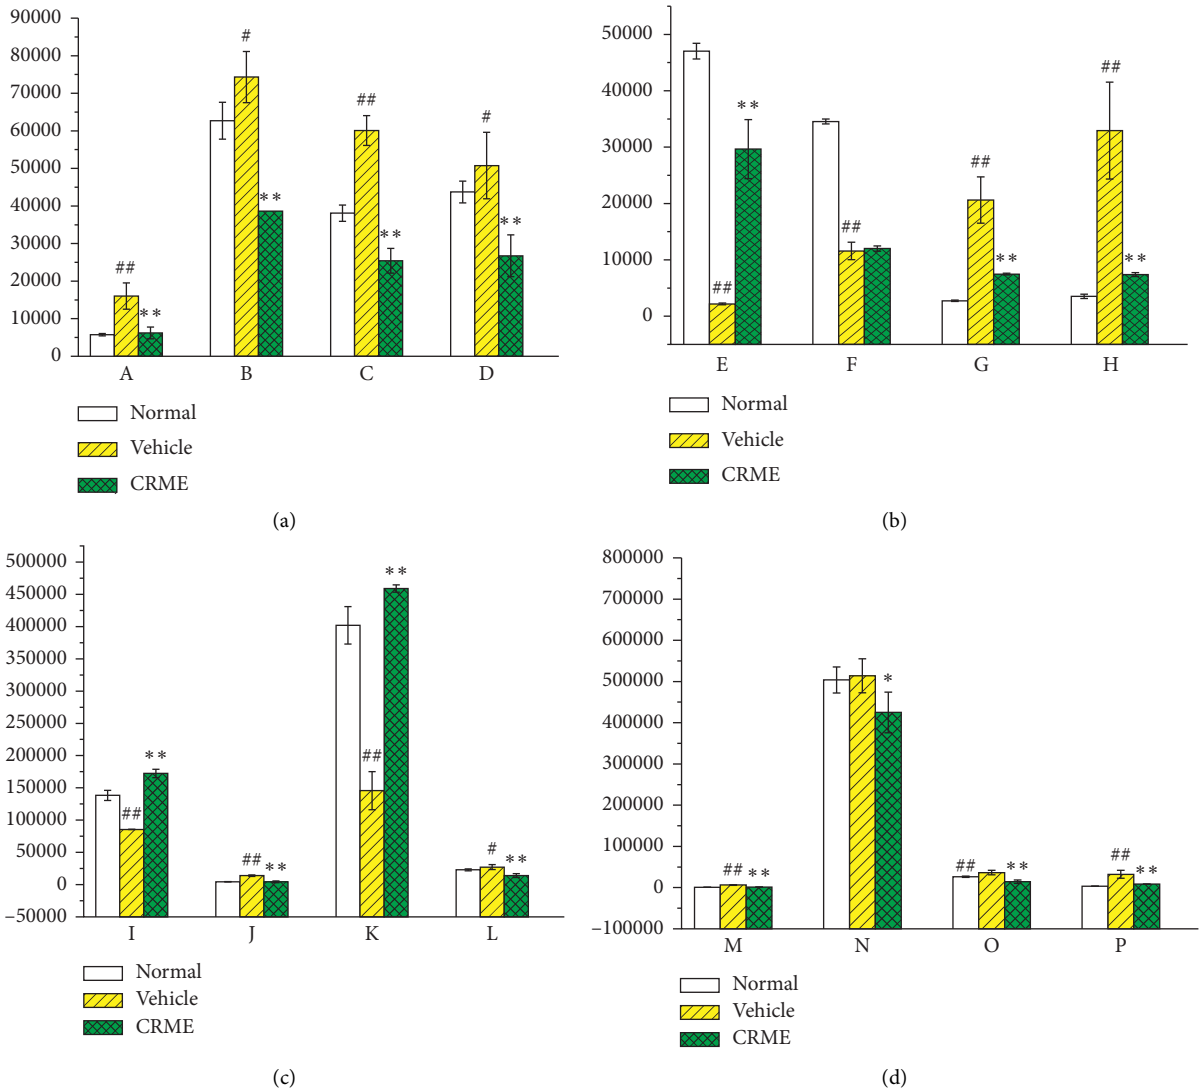 90000
80000
70000
60000
50000
40000
30000
20000
10000
0
## ** # ** ## ** # **
A B C D
Normal
Vehicle
CRME
(a)
50000
40000
30000
20000
10000
0
## ** ## ## ** ## **
E F G H
Normal
Vehicle
CRME
(b)
500000
450000
400000
350000
300000
250000
200000
150000
100000
50000
0
–50000
## ** ## ** ## ** # **
I J K L
Normal
Vehicle
CRME
(c)
800000
700000
600000
500000
400000
300000
200000
100000
0
–100000
## ** * ## ** ## **
M N O P
Normal
Vehicle
CRME
(d)